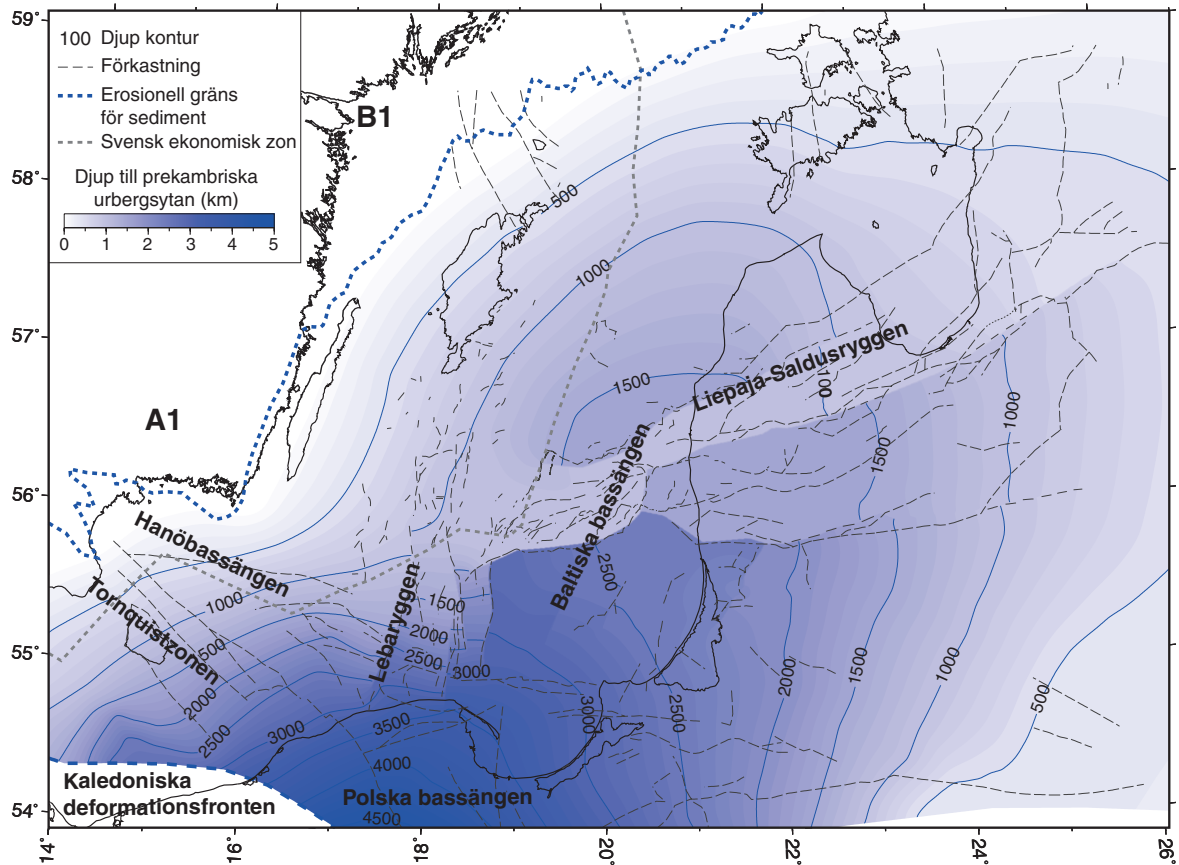 59°
58°
57°
56°
55°
54°
100 Djup kontur
Förkastning
Erosionell gräns
för sediment
Svensk ekonomisk zon
Djup till prekambriska
urbergsytan (km)
0 1 2 3 4 5
B1
A1
500
1000
1500
Liepaja-Saldusryggen
100
1000
1500
Baltiska bassängen
2500
Hanöbassängen
Tornquistzonen
1000
500
2000
2500
Lebaryggen
1500
2000
2500
3000
3000
3500
4000
4500
3000
2500
2000
1500
1000
500
Kaledoniska
deformationsfronten
Polska bassängen
14°
16°
18°
20°
22°
24°
26°